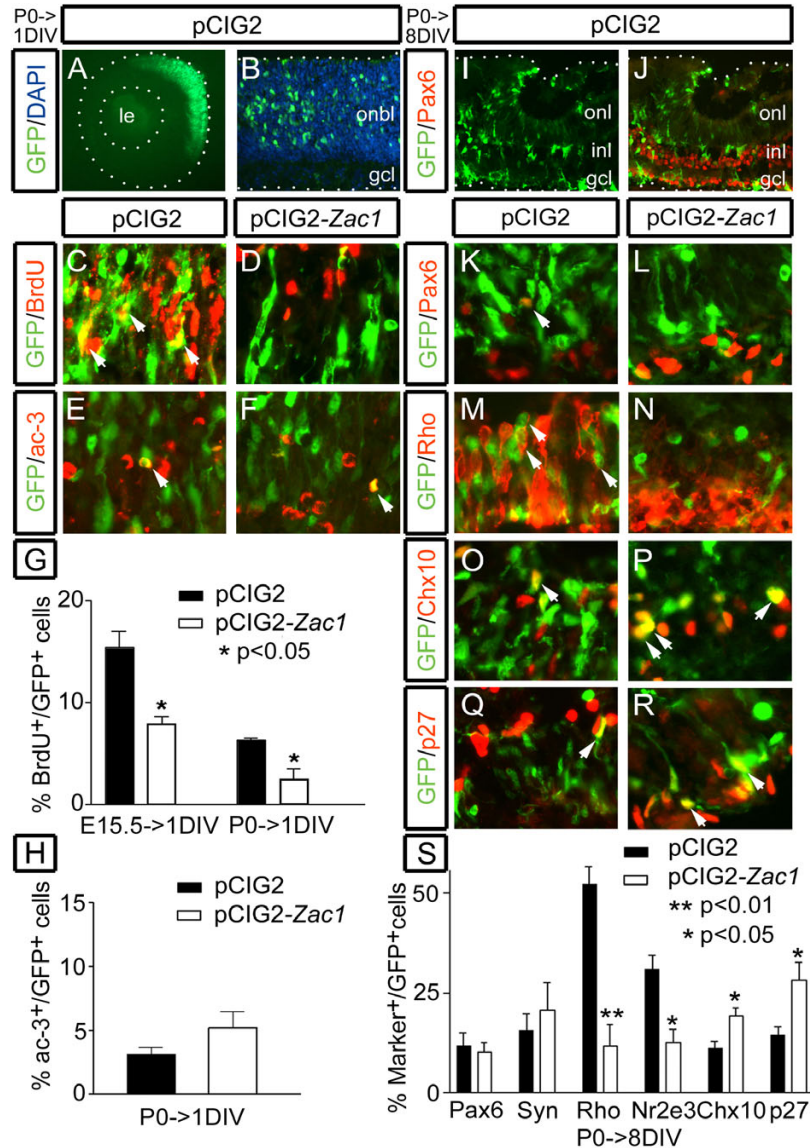 P0-> 1DIV
pCIG2
P0-> 8DIV
pCIG2
GFP/DAPI
A.
le
B
onbl
gcl
GFP/Pax6
I
onl
inl
gcl
J
onl
inl
gcl
pCIG2
pCIG2-Zac1
pCIG2
pCIG2-Zac1
GFP/BrdU
C
D
GFP/Pax6
K
L
GFP/ac-3
E
F
GFP/Rho
M
N
G
% BrdU+/GFP+ cells
20
10
0
pCIG2
pCIG2-Zac1
* p<0.05
*
*
E15.5->1DIV P0->1DIV
GFP/Chx10
O
P
GFP/p27
Q
R
H
% ac-3+/GFP+ cells
15
10
5
0
pCIG2
pCIG2-Zac1
P0->1DIV
S
% Marker+/GFP+cells
50
25
0
pCIG2
pCIG2-Zac1
** p<0.01
* p<0.05
**
*
*
*
Pax6 Syn Rho Nr2e3 Chx10 p27
P0->8DIV